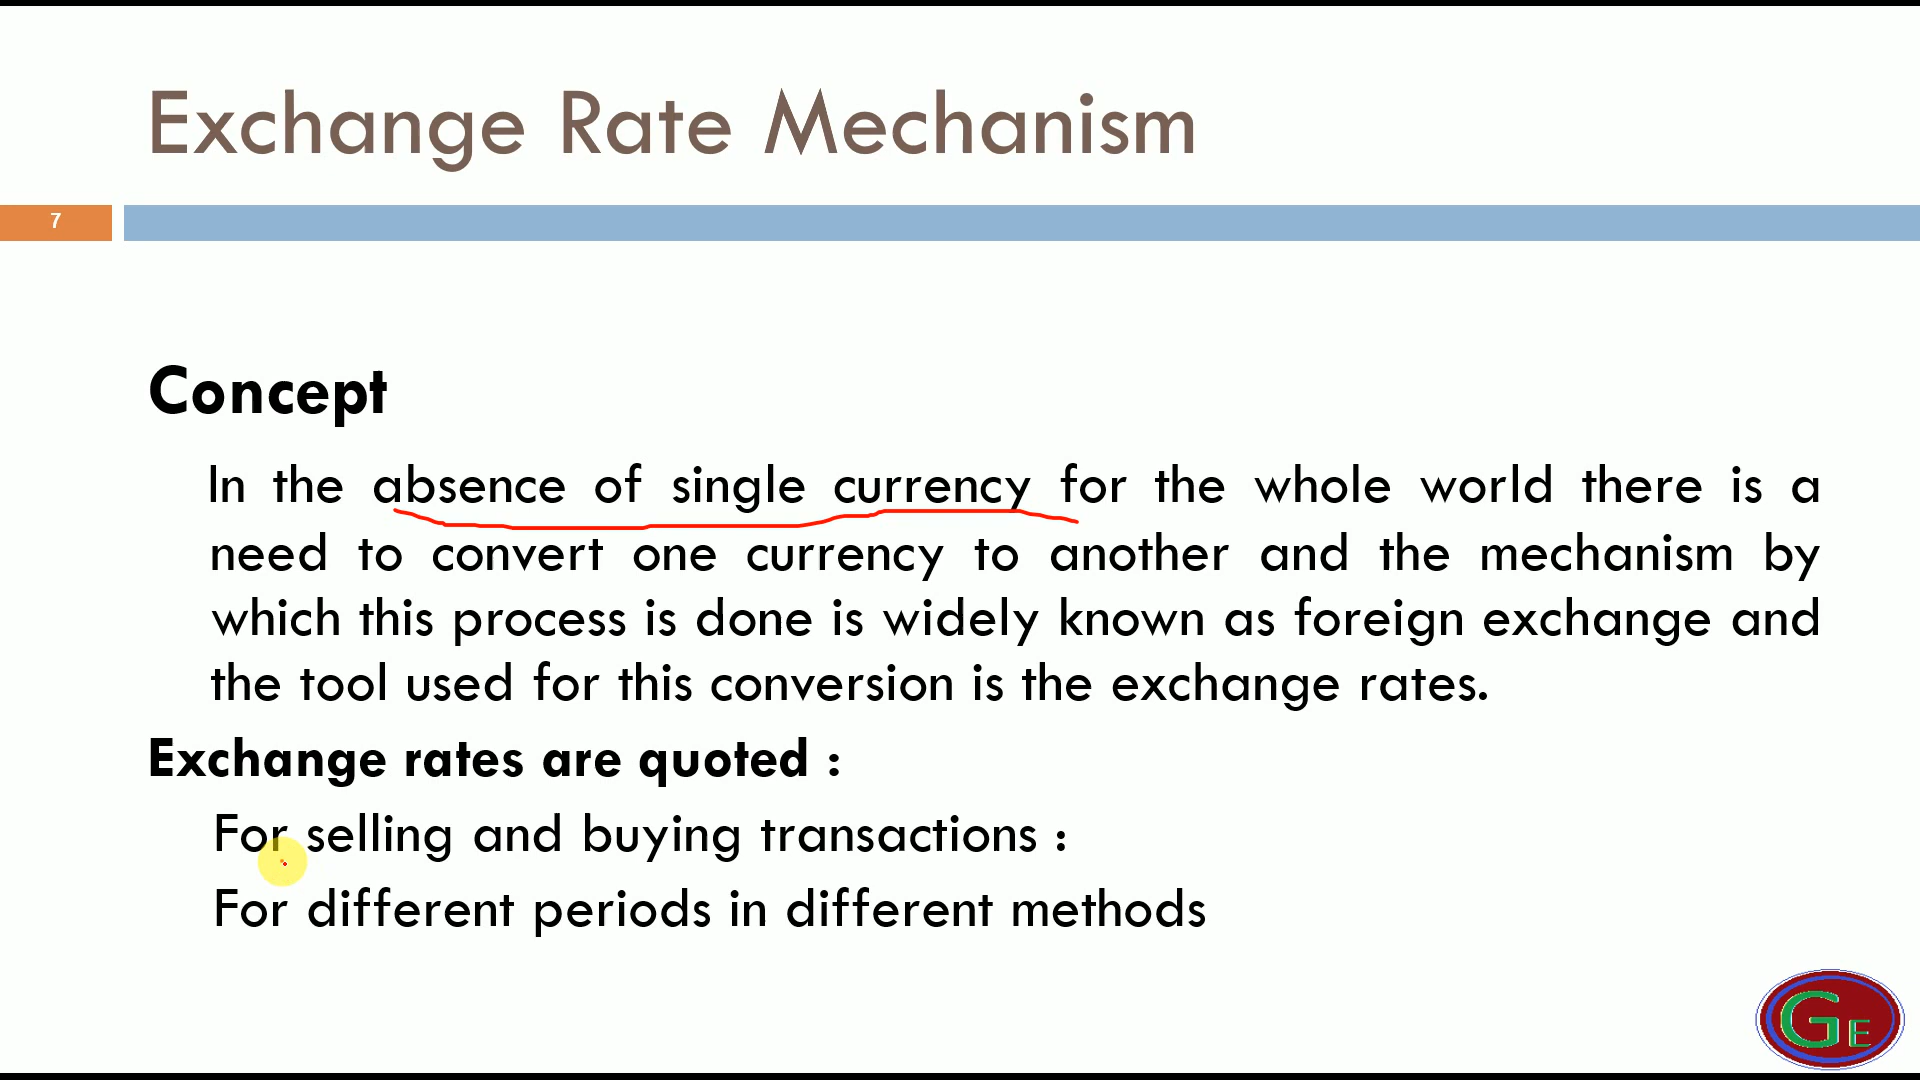 Exchange Rate Mechanism
7
Concept
In the absence of single currency for the whole world there is a
need to convert one currency to another and the mechanism by
which this process is done is widely known as foreign exchange and
the tool used for this conversion is the exchange rates.
Exchange rates are quoted :
For selling and buying transactions :
For different periods in different methods
GE